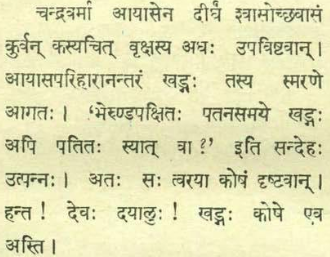 चन्द्रवर्मा आयासेन दीर्घं श्वासोच्छवासं
कुर्वन् कस्यचित् वृक्षस्य अधः उपविष्टवान् ।
आयासपरिहारानन्तरं खड्गः तस्य स्मरणे
आगतः । 'भेरुण्डपक्षितः पतनसमये खड्गः
अपि पतितः स्यात् वा ?' इति सन्देहः
उत्पन्नः । अतः सः त्वरया कोषं दृष्टवान् ।
हन्त ! देवः दयालुः ! खड्गः कोषे एव
अस्ति ।